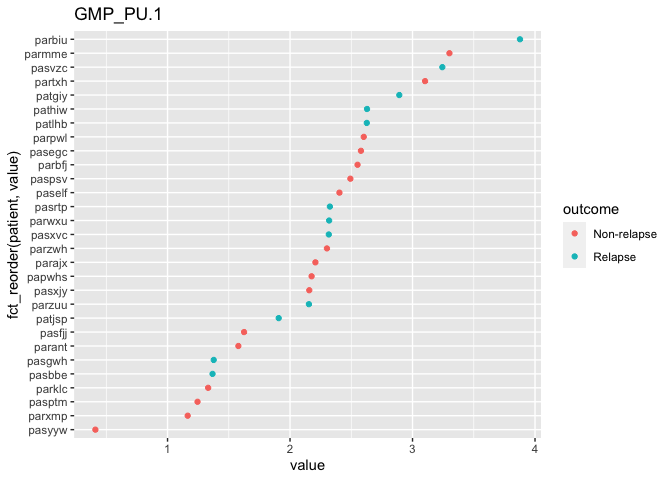 GMP_PU.1
fct_reorder(patient, value)
parbiu
parmme
pasvzc
partxh
patgiy
pathiw
patlhb
parpwl
pasegc
parbfj
paspsv
paself
pasrtp
parwxu
pasxvc
parzwh
parajx
papwhs
pasxjy
parzuu
patjsp
pasfjj
parant
pasgwh
pasbbe
parklc
pasptm
parxmp
pasyyw
1 2 3 4
value
outcome
Non-relapse
Relapse